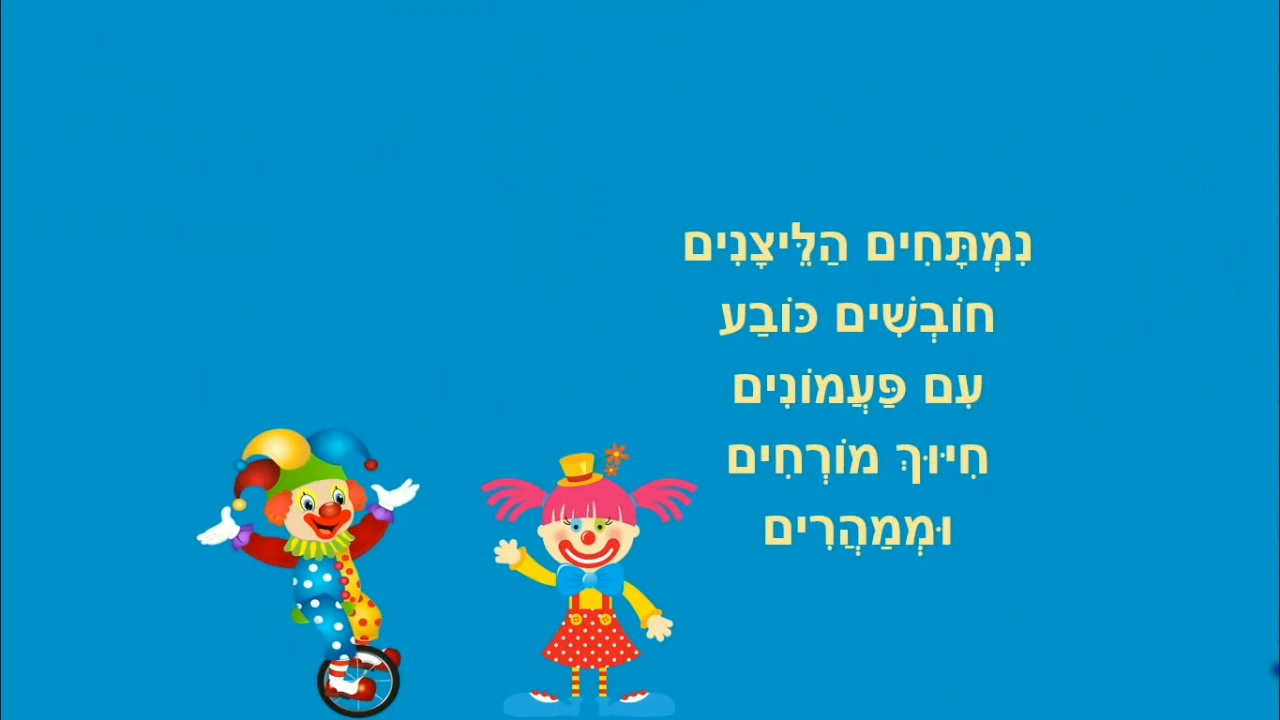 נִמְתָּחִים הַלֵּיצָנִים
חוֹבְשִׁים כּוֹבַע
עִם פַּעֲמוֹנִים
חִיּוּךְ מוֹרְחִים
וּמְמַהֲרִים